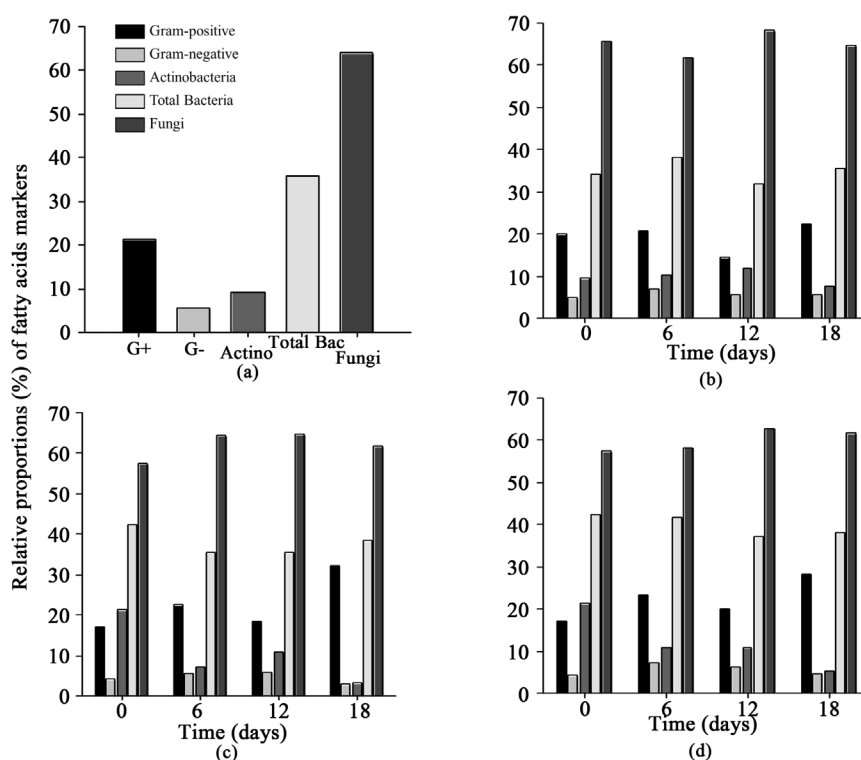 Relative proportions (%) of fatty acids markers
70
60
50
40
30
20
10
0
Gram-positive
Gram-negative
Actinobacteria
Total Bacteria
Fungi
G+ G- Actino Total Bac Fungi
(a)
70
60
50
40
30
20
10
0
0 6 12 18
Time (days)
(b)
70
60
50
40
30
20
10
0
0 6 12 18
Time (days)
(c)
70
60
50
40
30
20
10
0
0 6 12 18
Time (days)
(d)